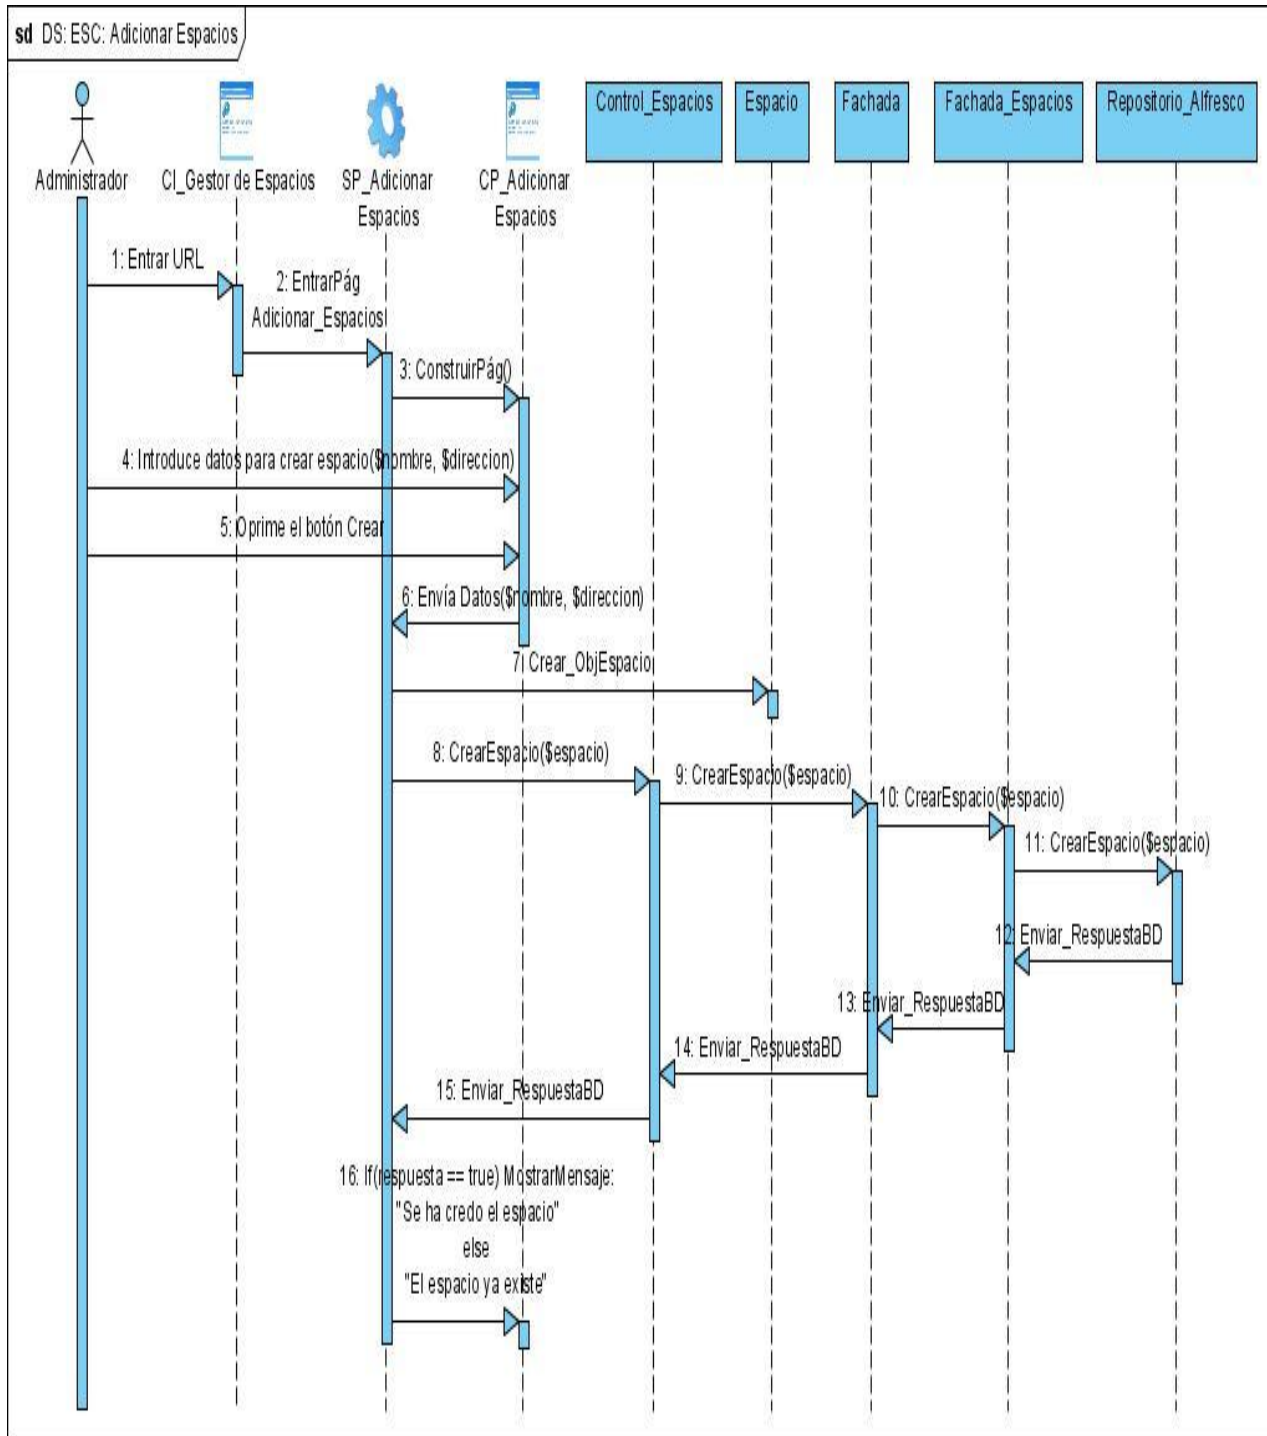 sd DS: ESC: Adicionar Espacios
Administrador
CI_Gestor de Espacios
SP_Adicionar
Espacios
CP_Adicionar
Espacios
Control_Espacios
Espacio
Fachada
Fachada_Espacios
Repositorio_Alfresco
1: Entrar URL
2: EntrarPág
Adicionar_Espacios
3: ConstruirPág()
4: Introduce datos para crear espacio($nombre, $direccion)
5: Oprime el botón Crear
6: Envía Datos($nombre, $direccion)
7: Crear_ObjEspacio
8: CrearEspacio($espacio)
9: CrearEspacio($espacio)
10: CrearEspacio($espacio)
11: CrearEspacio($espacio)
12: Enviar_RespuestaBD
13: Enviar_RespuestaBD
14: Enviar_RespuestaBD
15: Enviar_RespuestaBD
16: If(respuesta == true) MostrarMensaje:
"Se ha credo el espacio"
else
"El espacio ya existe"